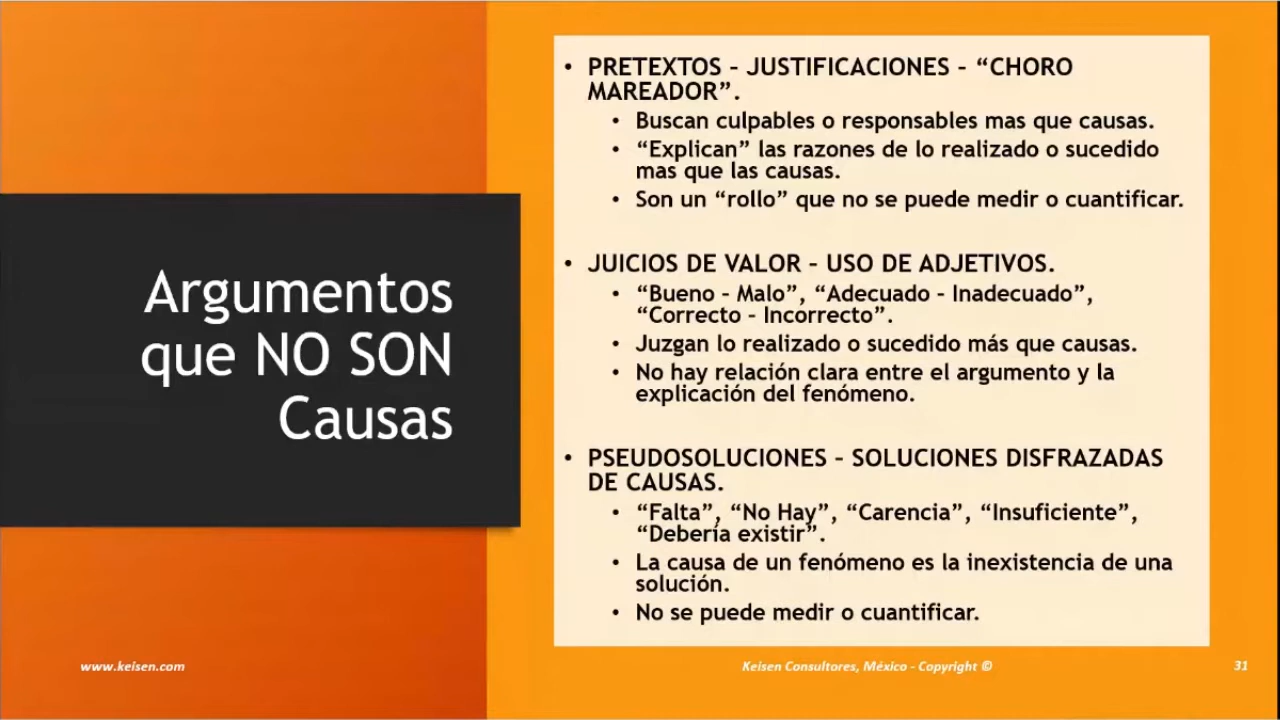 Argumentos
que NO SON
Causas
• PRETEXTOS – JUSTIFICACIONES – “CHORO
MAREADOR”.
• Buscan culpables o responsables mas que causas.
• “Explican” las razones de lo realizado o sucedido
mas que las causas.
• Son un “rollo” que no se puede medir o cuantificar.
• JUICIOS DE VALOR – USO DE ADJETIVOS.
• “Bueno – Malo”, “Adecuado – Inadecuado”,
“Correcto – Incorrecto”.
• Juzgan lo realizado o sucedido más que causas.
• No hay relación clara entre el argumento y la
explicación del fenómeno.
• PSEUDOSOLUCIONES – SOLUCIONES DISFRAZADAS
DE CAUSAS.
• “Falta”, “No Hay”, “Carencia”, “Insuficiente”,
“Debería existir”.
• La causa de un fenómeno es la inexistencia de una
solución.
• No se puede medir o cuantificar.
www.keisen.com
Keisen Consultores, México - Copyright ©
31